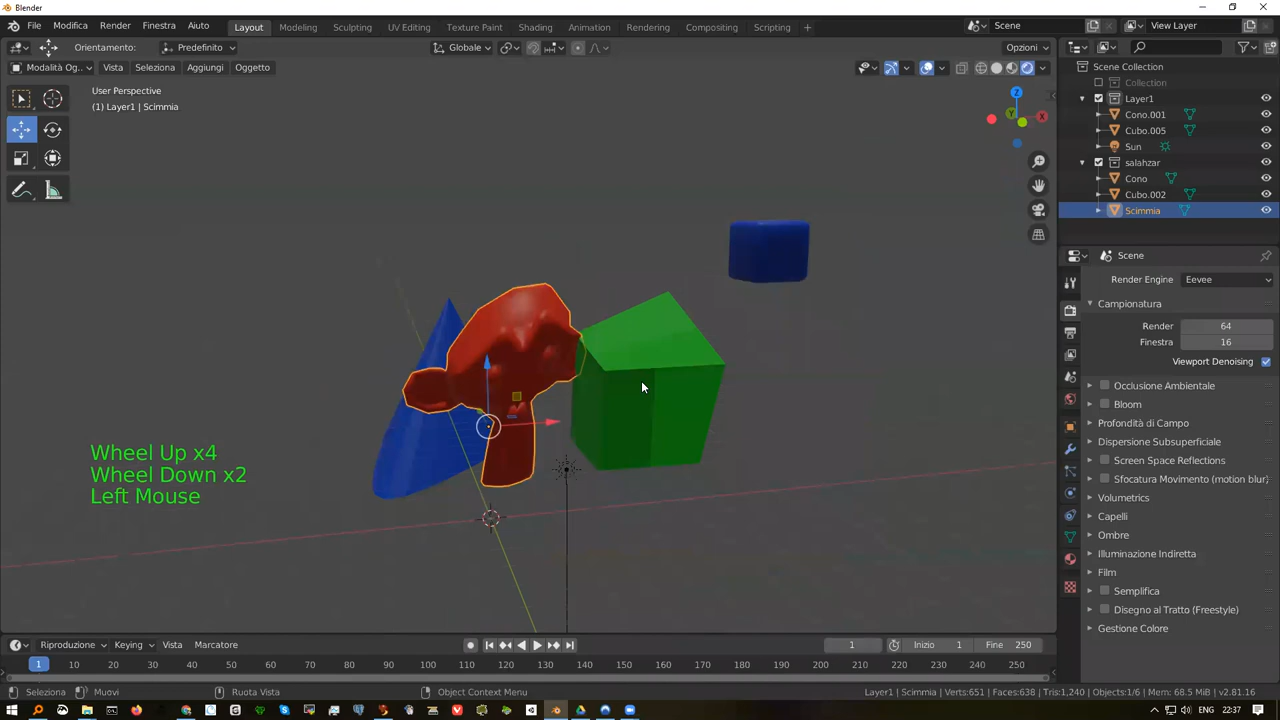 Blender
File Modifica Render Finestra Aiuto Layout Modeling Sculpting UV Editing Texture Paint Shading Animation Rendering Compositing Scripting + Scene View Layer
Orientamento: Predefinito Globale Opzioni
Modalità Og... Vista Seleziona Aggiungi Oggetto
User Perspective
(1) Layer1 | Scimmia
Z
Y
X
Scene Collection
Collection
Layer1
Cono.001
Cubo.005
Sun
salahzar
Cono
Cubo.002
Scimmia
Scene
Render Engine Eevee
Campionatura
Render 64
Finestra 16
Viewport Denoising
Occlusione Ambientale
Bloom
Profondità di Campo
Dispersione Subsuperficiale
Screen Space Reflections
Sfocatura Movimento (motion blur)
Volumetrics
Capelli
Ombre
Illuminazione Indiretta
Film
Semplifica
Disegno al Tratto (Freestyle)
Gestione Colore
Wheel Up x4
Wheel Down x2
Left Mouse
Riproduzione Keying Vista Marcatore 1 Inizio 1 Fine 250
1 10 20 30 40 50 60 70 80 90 100 110 120 130 140 150 160 170 180 190 200 210 220 230 240 250
Seleziona Muovi Ruota Vista Object Context Menu Layer1 | Scimmia | Verts:651 | Faces:638 | Tris:1,240 | Objects:1/6 | Mem: 68.5 MiB | v2.81.16
ITA 22:37